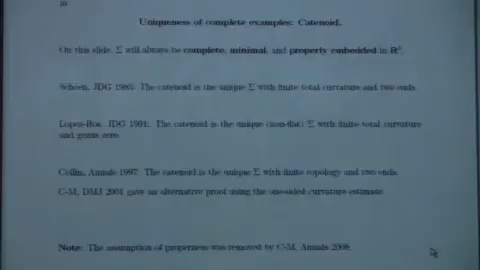 Uniqueness of complete examples: Catenoid.
On this slide, Σ will always be complete, minimal, and properly embedded in R³.
Schoen, JDG 1983: The catenoid is the unique Σ with finite total curvature and two ends.
Lopez-Ros, JDG 1991: The catenoid is the unique (non-flat) Σ with finite total curvature
and genus zero.
Collin, Annals 1997: The catenoid is the unique Σ with finite topology and two ends.
C-M, DMJ 2001 gave an alternative proof using the one-sided curvature estimate.
Note: The assumption of properness was removed by C-M, Annals 2008.